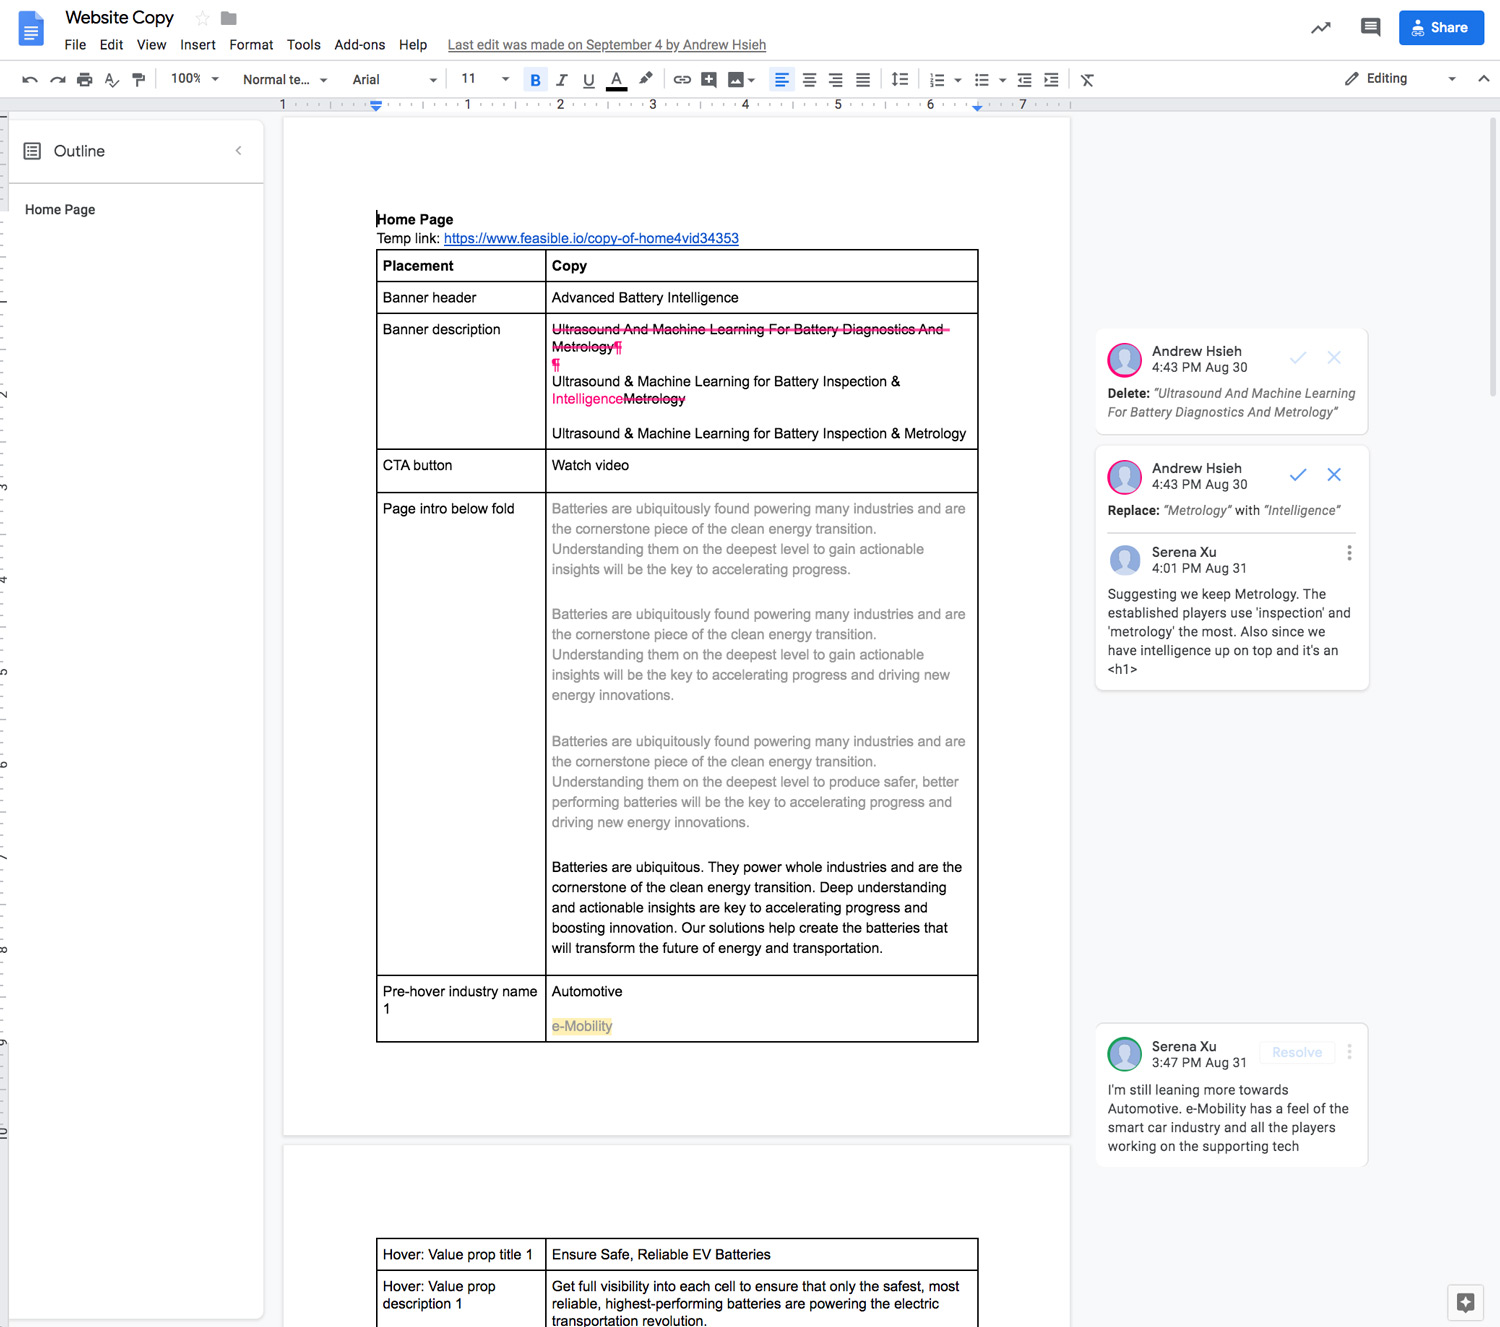 Website Copy
File Edit View Insert Format Tools Add-ons Help Last edit was made on September 4 by Andrew Hsieh
Share
100% Normal te... Arial 11 B I U A Editing
1 1 2 3 4 5 6 7
Outline
Home Page
Home Page
Temp link: https://www.feasible.io/copy-of-home4vid34353
Placement Copy
Banner header Advanced Battery Intelligence
Banner description Ultrasound And Machine Learning For Battery Diagnostics And
Metrology¶
¶
Ultrasound & Machine Learning for Battery Inspection &
IntelligenceMetrology
Ultrasound & Machine Learning for Battery Inspection & Metrology
CTA button Watch video
Page intro below fold Batteries are ubiquitously found powering many industries and are
the cornerstone piece of the clean energy transition.
Understanding them on the deepest level to gain actionable
insights will be the key to accelerating progress.
Batteries are ubiquitously found powering many industries and are
the cornerstone piece of the clean energy transition.
Understanding them on the deepest level to gain actionable
insights will be the key to accelerating progress and driving new
energy innovations.
Batteries are ubiquitously found powering many industries and are
the cornerstone piece of the clean energy transition.
Understanding them on the deepest level to produce safer, better
performing batteries will be the key to accelerating progress and
driving new energy innovations.
Batteries are ubiquitous. They power whole industries and are the
cornerstone of the clean energy transition. Deep understanding
and actionable insights are key to accelerating progress and
boosting innovation. Our solutions help create the batteries that
will transform the future of energy and transportation.
Pre-hover industry name Automotive
1
e-Mobility
Hover: Value prop title 1 Ensure Safe, Reliable EV Batteries
Hover: Value prop Get full visibility into each cell to ensure that only the safest, most
description 1 reliable, highest-performing batteries are powering the electric
transportation revolution.
Andrew Hsieh
4:43 PM Aug 30
Delete: "Ultrasound And Machine Learning
For Battery Diagnostics And Metrology"
Andrew Hsieh
4:43 PM Aug 30
Replace: "Metrology" with "Intelligence"
Serena Xu
4:01 PM Aug 31
Suggesting we keep Metrology. The
established players use 'inspection' and
'metrology' the most. Also since we
have intelligence up on top and it's an
<h1>
Serena Xu
3:47 PM Aug 31
Resolve
I'm still leaning more towards
Automotive. e-Mobility has a feel of the
smart car industry and all the players
working on the supporting tech
2
3
4
5
6
7
8
9
10